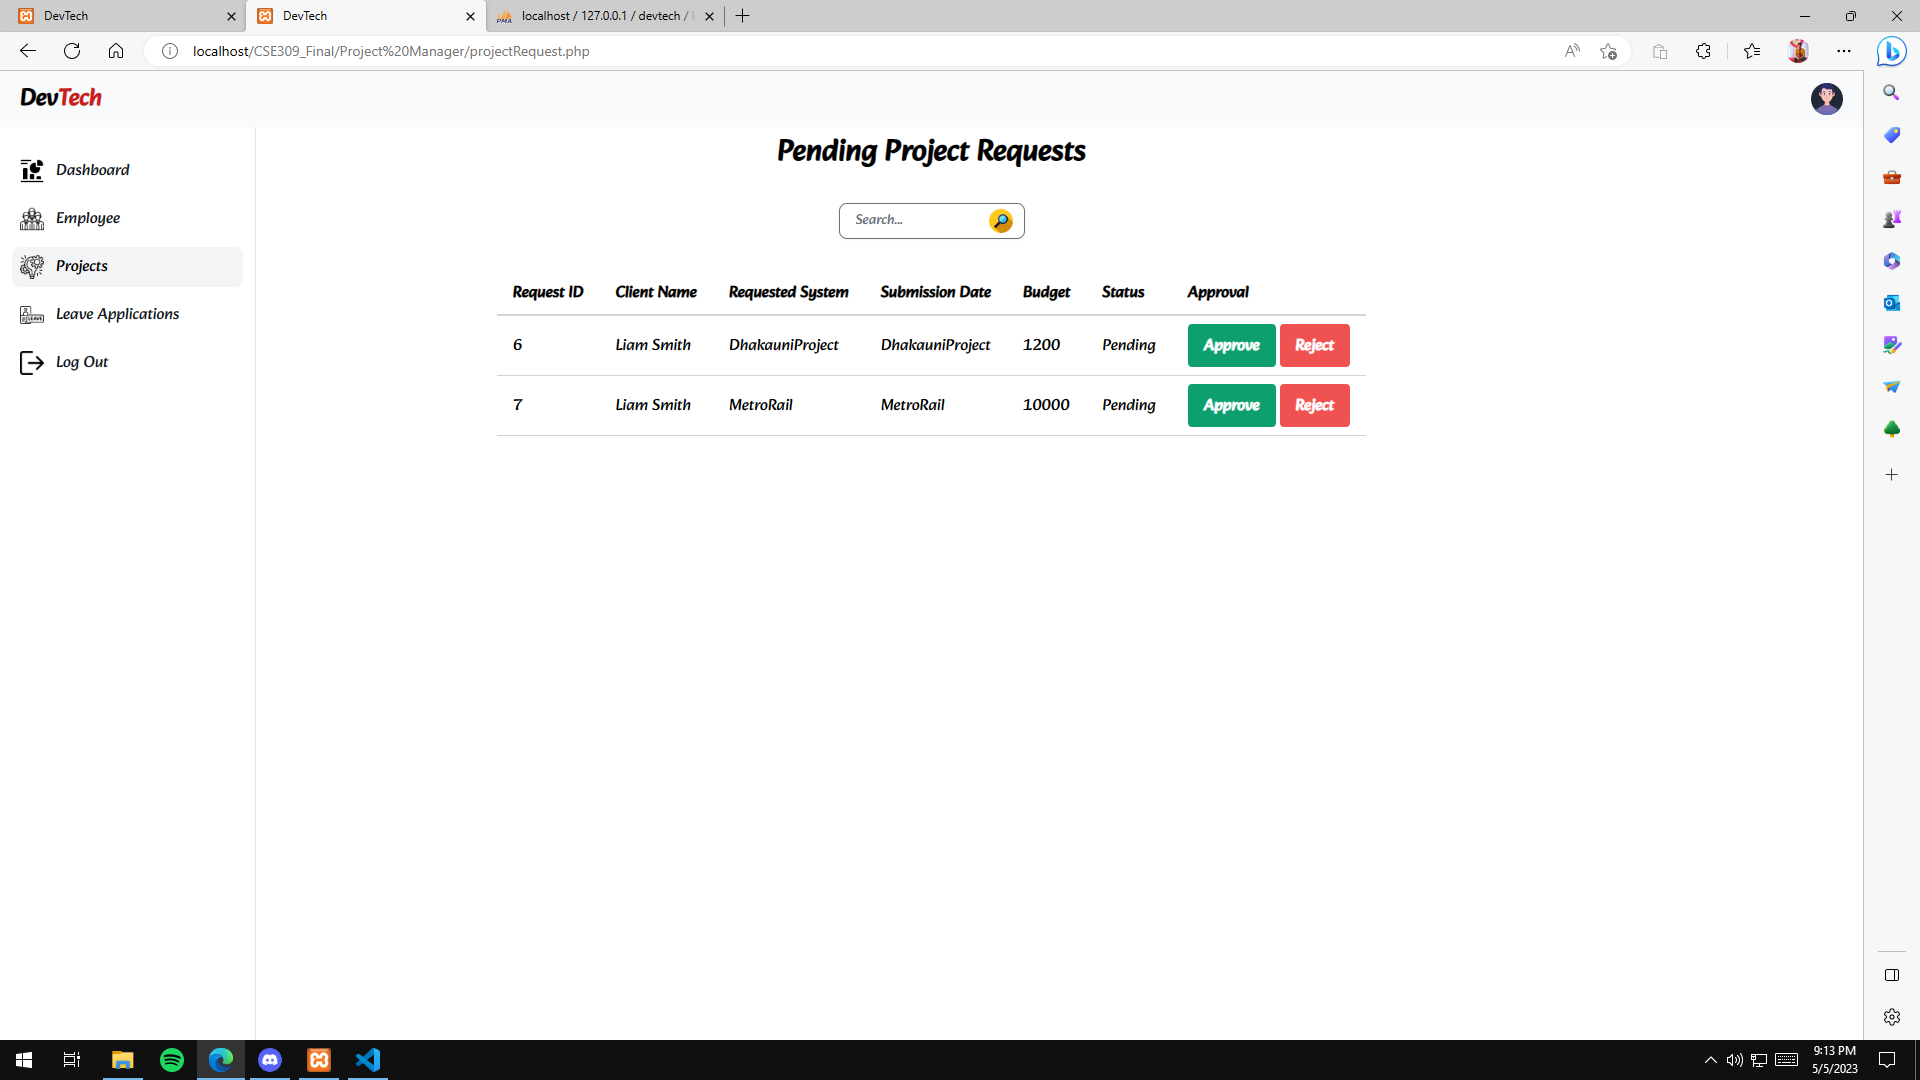 DevTech
DevTech
localhost / 127.0.0.1 / devtech /
localhost/CSE309_Final/Project%20Manager/projectRequest.php
DevTech
Pending Project Requests
Dashboard
Employee
Projects
Leave Applications
Log Out
Search...
Request ID Client Name Requested System Submission Date Budget Status Approval
6 Liam Smith DhakauniProject DhakauniProject 1200 Pending Approve Reject
7 Liam Smith MetroRail MetroRail 10000 Pending Approve Reject
9:13 PM
5/5/2023